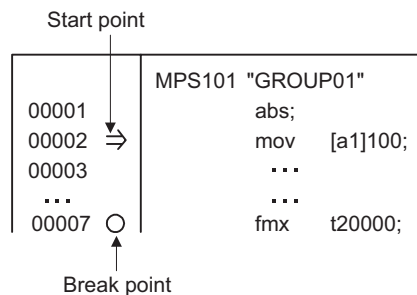 Start point
MPS101 "GROUP01"
00001 abs;
00002 mov [a1]100;
00003 ...
... ...
00007 fmx t20000;
Break point